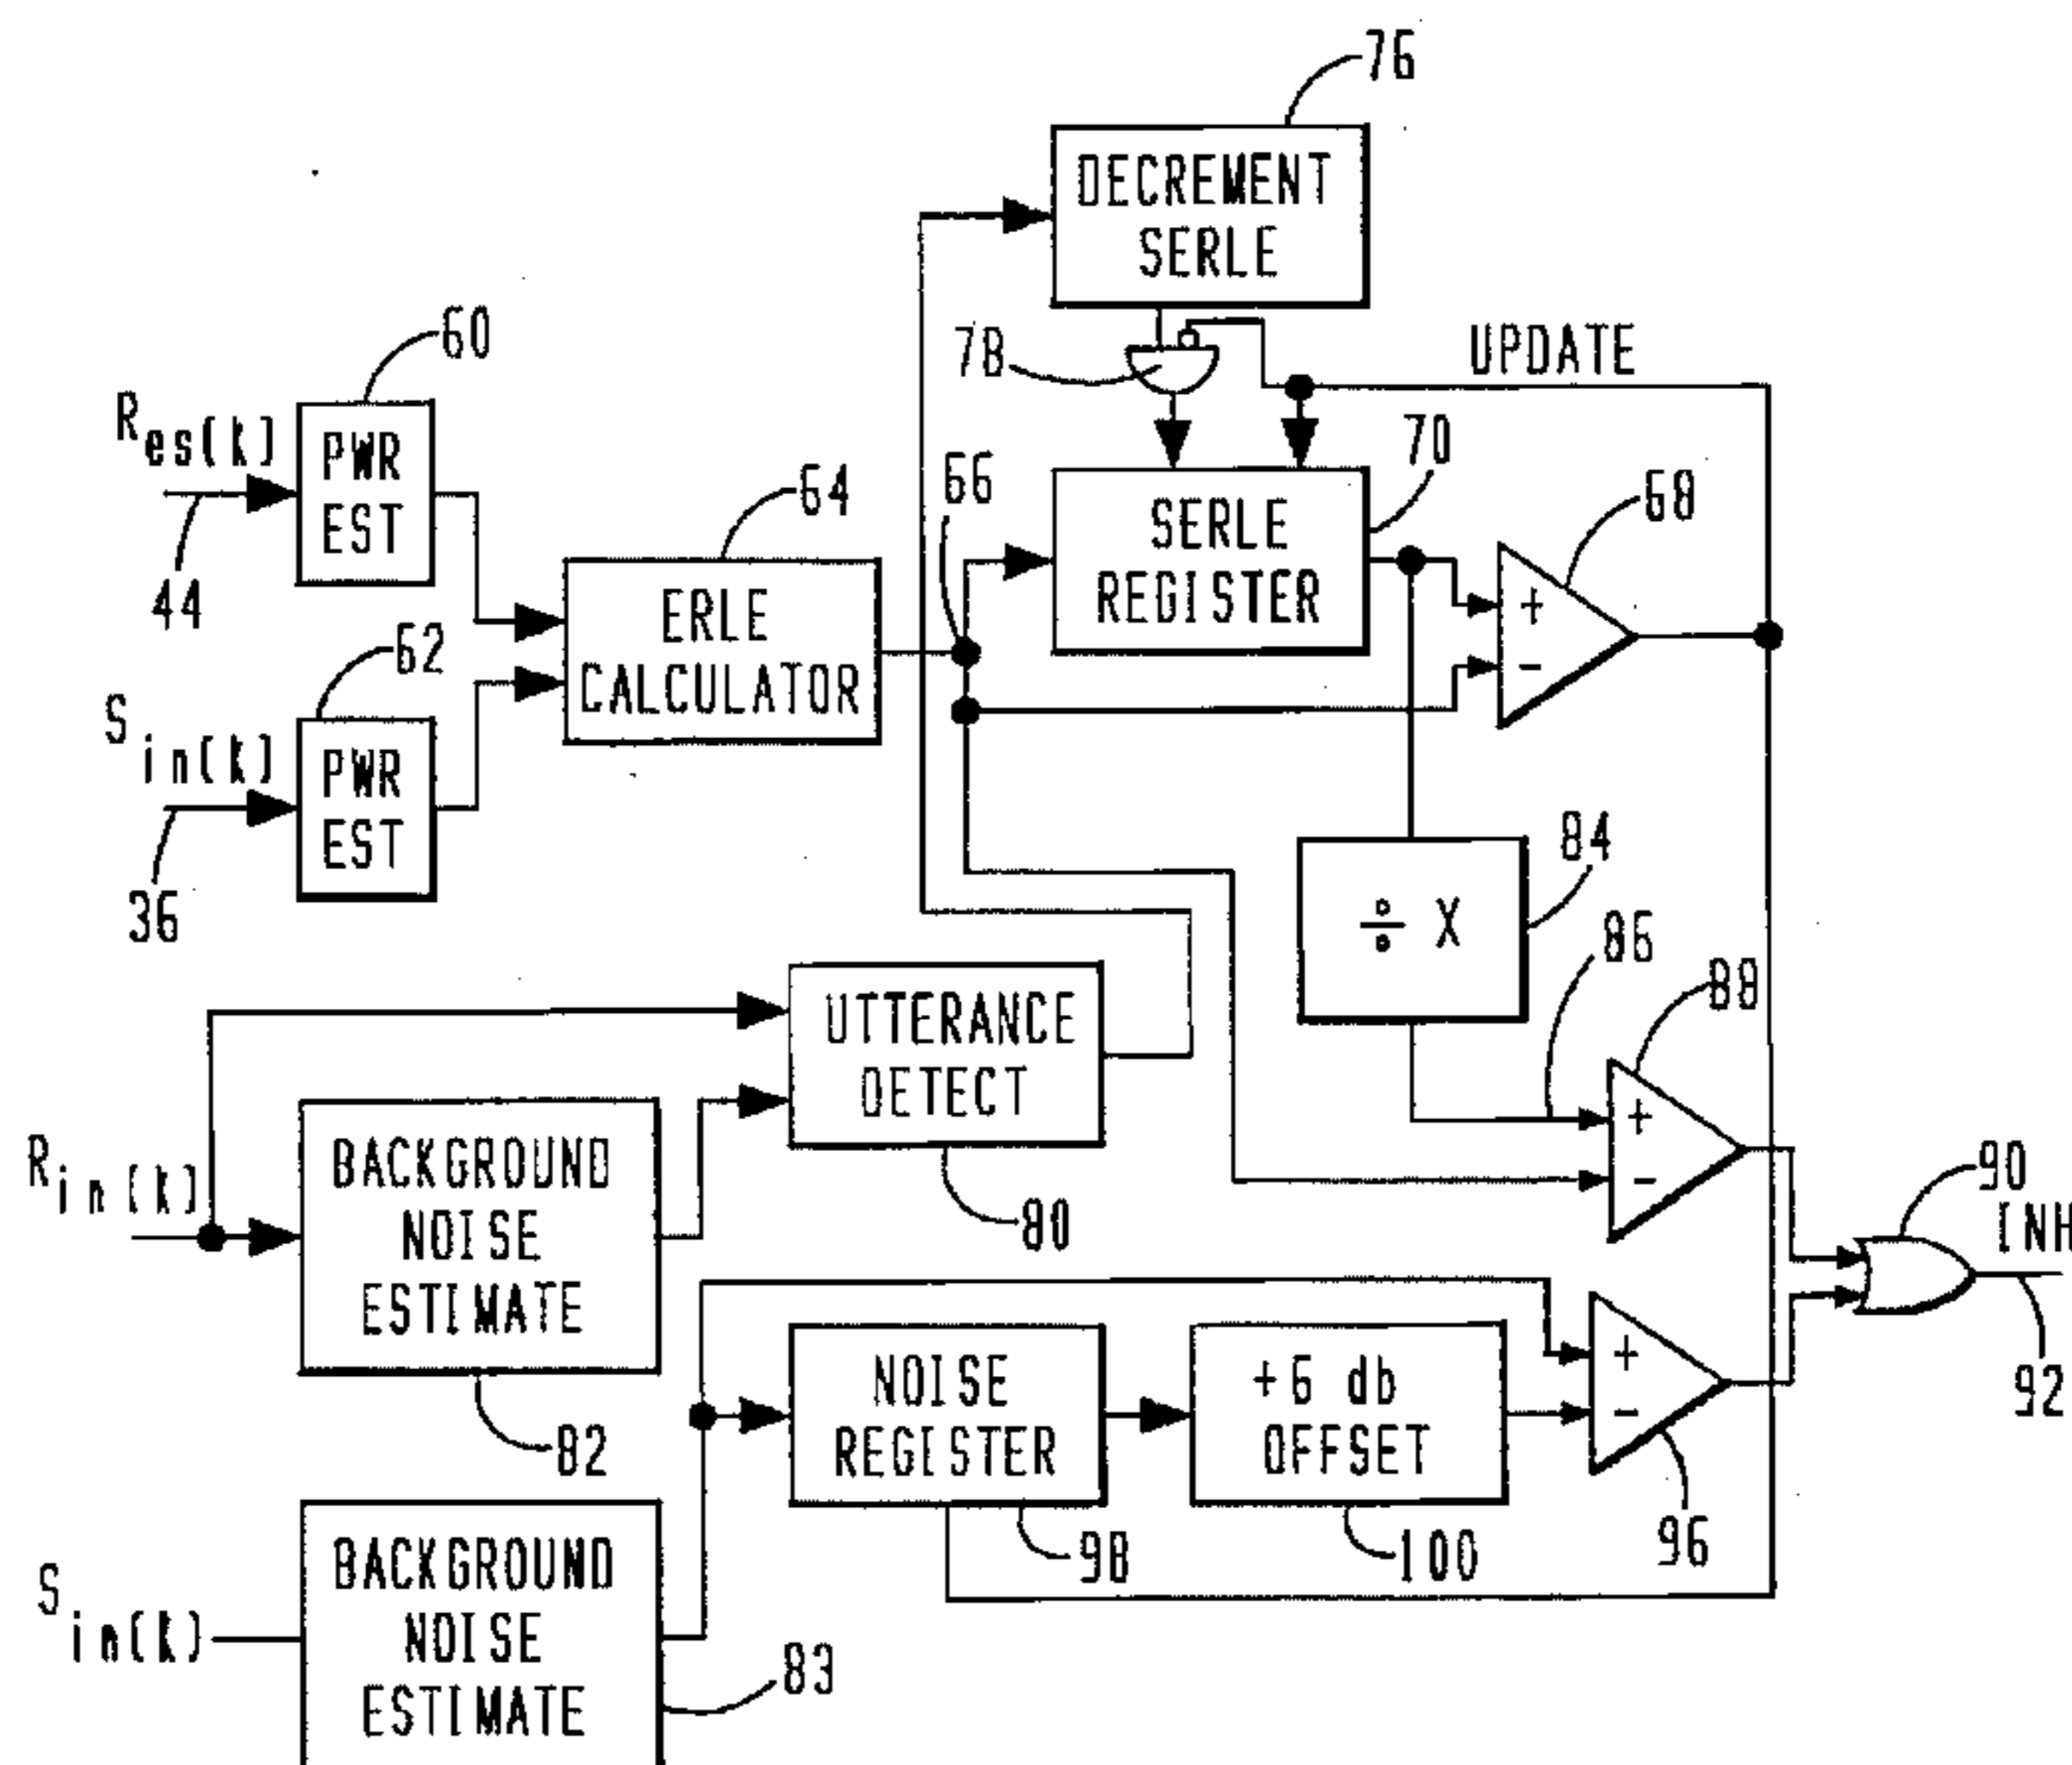 76
DECREMENT
SERLE
60
78
UPDATE
Res(k)
PWR
EST
44
64
66
70
68
SERLE
REGISTER
+
-
ERLE
CALCULATOR
62
Sin(k)
PWR
EST
36
84
÷ X
86
88
+
-
UTTERANCE
DETECT
80
Rin(k)
BACKGROUND
NOISE
ESTIMATE
82
90
INH
92
NOISE
REGISTER
98
+6 db
OFFSET
100
+
-
96
Sin(k)
BACKGROUND
NOISE
ESTIMATE
83